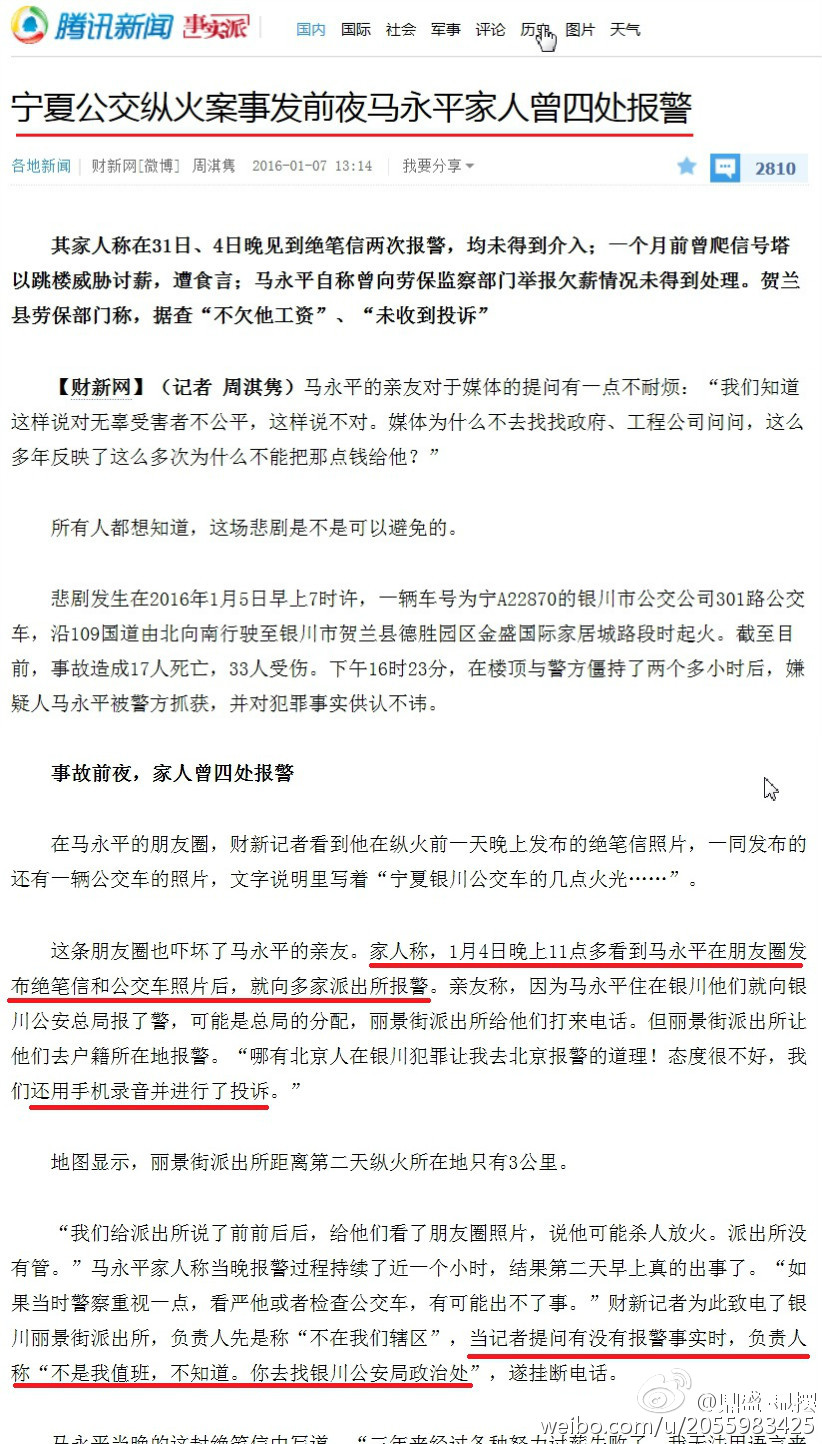 腾讯新闻 事实派 国内 国际 社会 军事 评论 历史 图片 天气
宁夏公交纵火案事发前夜马永平家人曾四处报警
各地新闻 财新网[微博] 周淇隽 2016-01-07 13:14 我要分享 2810
其家人称在31日、4日晚见到绝笔信两次报警，均未得到介入；一个月前曾爬信号塔
以跳楼威胁讨薪，遭食言；马永平自称曾向劳保监察部门举报欠薪情况未得到处理。贺兰
县劳保部门称，据查“不欠他工资”、“未收到投诉”
【财新网】（记者 周淇隽）马永平的亲友对于媒体的提问有一点不耐烦：“我们知道
这样说对无辜受害者不公平，这样说不对。媒体为什么不去找找政府、工程公司问问，这么
多年反映了这么多次为什么不能把那点钱给他？”
所有人都想知道，这场悲剧是不是可以避免的。
悲剧发生在2016年1月5日早上7时许，一辆车号为宁A22870的银川市公交公司301路公交
车，沿109国道由北向南行驶至银川市贺兰县德胜园区金盛国际家居城路段时起火。截至目
前，事故造成17人死亡，33人受伤。下午16时23分，在楼顶与警方僵持了两个多小时后，嫌
疑人马永平被警方抓获，并对犯罪事实供认不讳。
事故前夜，家人曾四处报警
在马永平的朋友圈，财新记者看到他在纵火前一天晚上发布的绝笔信照片，一同发布的
还有一辆公交车的照片，文字说明里写着“宁夏银川公交车的几点火光……”。
这条朋友圈也吓坏了马永平的亲友。家人称，1月4日晚上11点多看到马永平在朋友圈发
布绝笔信和公交车照片后，就向多家派出所报警。亲友称，因为马永平住在银川他们就向银
川公安总局报了警，可能是总局的分配，丽景街派出所给他们打来电话。但丽景街派出所让
他们去户籍所在地报警。“哪有北京人在银川犯罪让我去北京报警的道理！态度很不好，我
们还用手机录音并进行了投诉。”
地图显示，丽景街派出所距离第二天纵火所在地只有3公里。
“我们给派出所说了前前后后，给他们看了朋友圈照片，说他可能杀人放火。派出所没
有管。”马永平家人称当晚报警过程持续了近一个小时，结果第二天早上真的出事了。“如
果当时警察重视一点，看严他或者检查公交车，有可能出不了事。”财新记者为此致电了银
川丽景街派出所，负责人先是称“不在我们辖区”，当记者提问有没有报警事实时，负责人
称“不是我值班，不知道。你去找银川公安局政治处”，遂挂断电话。
马永平当晚的这封绝笔信中写道，“三年来经过各种努力讨薪失败了，我无法用语言来
@鼎盛
weibo.com/u/2055983425